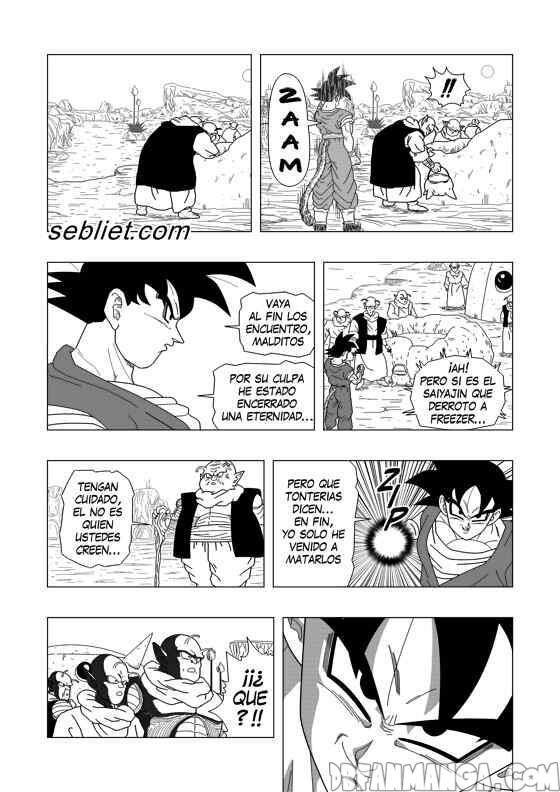 !!
ZAAM
sebliet.com
VAYA
AL FIN LOS
ENCUENTRO,
MALDITOS
POR SU CULPA
HE ESTADO
ENCERRADO
UNA ETERNIDAD...
¡AH!
PERO SI ES EL
SAIYAJIN QUE
DERROTO A
FREEZER...
TENGAN
CUIDADO,
EL NO ES
QUIEN
USTEDES
CREEN...
PERO QUE
TONTERIAS
DICEN...
EN FIN,
YO SOLO HE
VENIDO A
MATARLOS
ZIP
¡¡¿
QUE
?!!
DBFANMANGA.COM